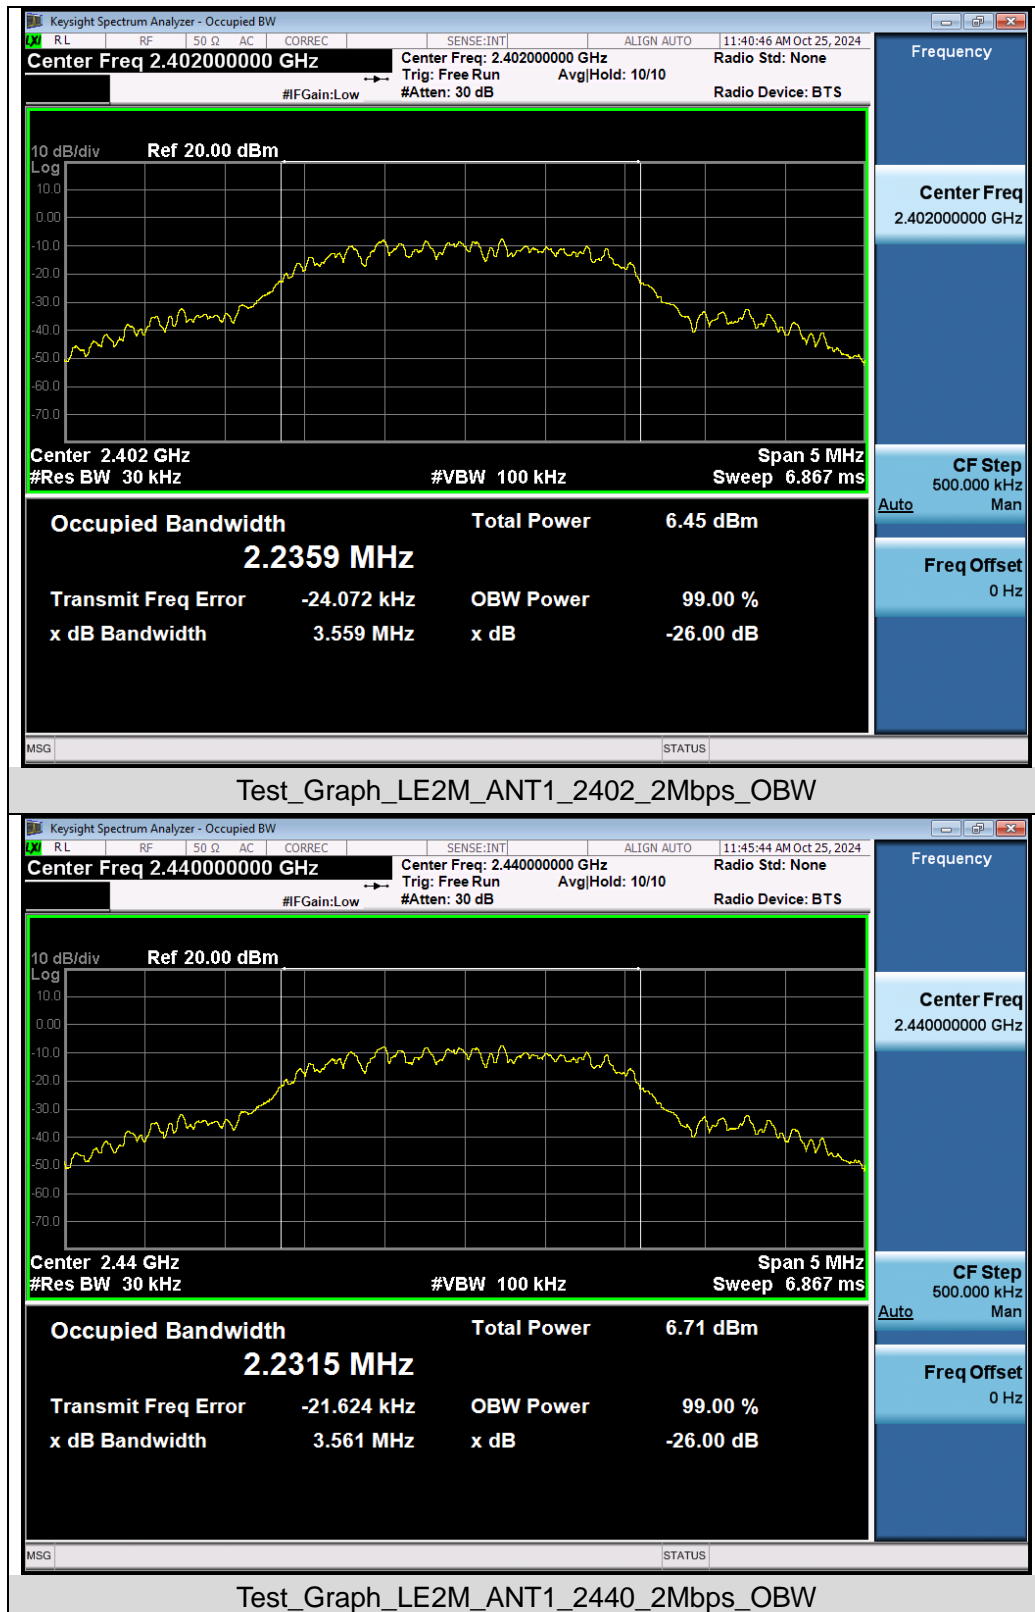 Keysight Spectrum Analyzer - Occupied BW
LXI RL RF 50 Ω AC CORREC SENSE:INT ALIGN AUTO 11:40:46 AM Oct 25, 2024
Center Freq 2.402000000 GHz
Center Freq: 2.402000000 GHz
Radio Std: None
Trig: Free Run Avg|Hold: 10/10
#IFGain:Low
#Atten: 30 dB
Radio Device: BTS
Frequency
10 dB/div Ref 20.00 dBm
Log
10.0
0.00
-10.0
-20.0
-30.0
-40.0
-50.0
-60.0
-70.0
Center Freq
2.402000000 GHz
Center 2.402 GHz Span 5 MHz
#Res BW 30 kHz #VBW 100 kHz Sweep 6.867 ms
CF Step
500.000 kHz
Auto Man
Occupied Bandwidth Total Power 6.45 dBm
2.2359 MHz
Transmit Freq Error -24.072 kHz OBW Power 99.00 %
x dB Bandwidth 3.559 MHz x dB -26.00 dB
Freq Offset
0 Hz
MSG STATUS
Test_Graph_LE2M_ANT1_2402_2Mbps_OBW
Keysight Spectrum Analyzer - Occupied BW
LXI RL RF 50 Ω AC CORREC SENSE:INT ALIGN AUTO 11:45:44 AM Oct 25, 2024
Center Freq 2.440000000 GHz
Center Freq: 2.440000000 GHz
Radio Std: None
Trig: Free Run Avg|Hold: 10/10
#IFGain:Low
#Atten: 30 dB
Radio Device: BTS
Frequency
10 dB/div Ref 20.00 dBm
Log
10.0
0.00
-10.0
-20.0
-30.0
-40.0
-50.0
-60.0
-70.0
Center Freq
2.440000000 GHz
Center 2.44 GHz Span 5 MHz
#Res BW 30 kHz #VBW 100 kHz Sweep 6.867 ms
CF Step
500.000 kHz
Auto Man
Occupied Bandwidth Total Power 6.71 dBm
2.2315 MHz
Transmit Freq Error -21.624 kHz OBW Power 99.00 %
x dB Bandwidth 3.561 MHz x dB -26.00 dB
Freq Offset
0 Hz
MSG STATUS
Test_Graph_LE2M_ANT1_2440_2Mbps_OBW